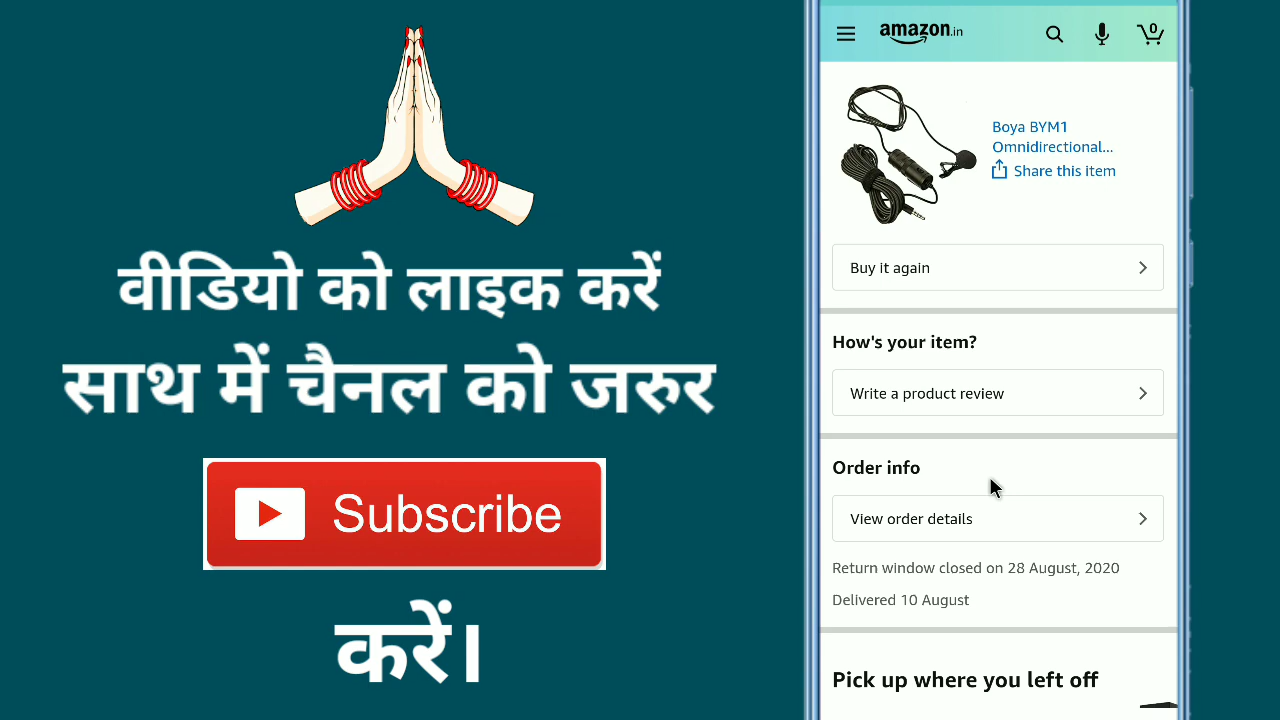 वीडियो को लाइक करें
साथ में चैनल को जरुर
Subscribe
करें।
amazon.in
0
Boya BYM1
Omnidirectional...
Share this item
Buy it again
How's your item?
Write a product review
Order info
View order details
Return window closed on 28 August, 2020
Delivered 10 August
Pick up where you left off